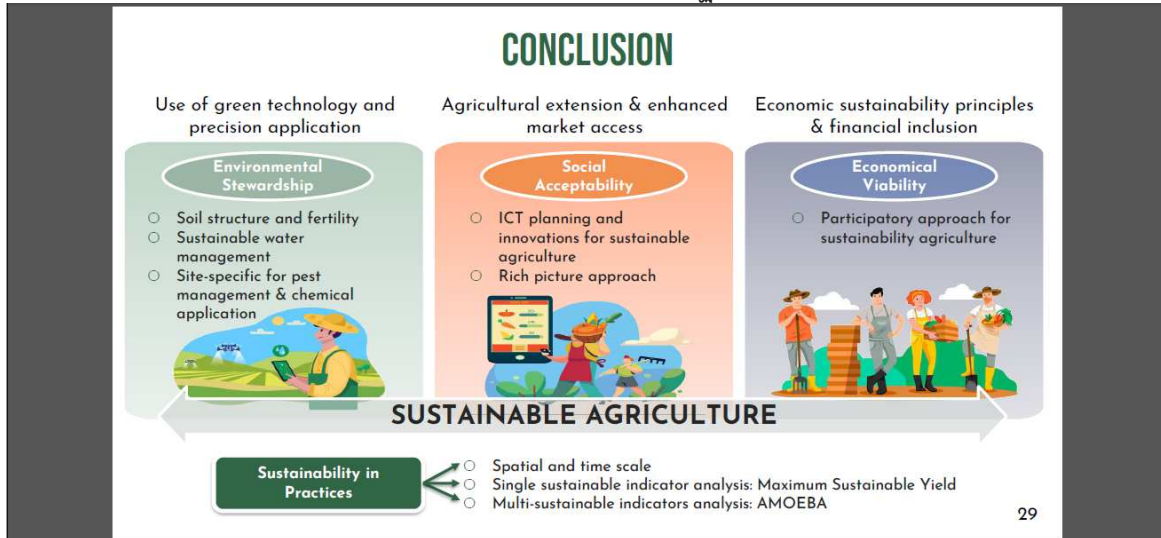 CONCLUSION
Use of green technology and
precision application
Environmental
Stewardship
○ Soil structure and fertility
○ Sustainable water
management
○ Site-specific for pest
management & chemical
application
Agricultural extension & enhanced
market access
Social
Acceptability
○ ICT planning and
innovations for sustainable
agriculture
○ Rich picture approach
Economic sustainability principles
& financial inclusion
Economical
Viability
○ Participatory approach for
sustainability agriculture
SUSTAINABLE AGRICULTURE
Sustainability in
Practices
○ Spatial and time scale
○ Single sustainable indicator analysis: Maximum Sustainable Yield
○ Multi-sustainable indicators analysis: AMOEBA
29